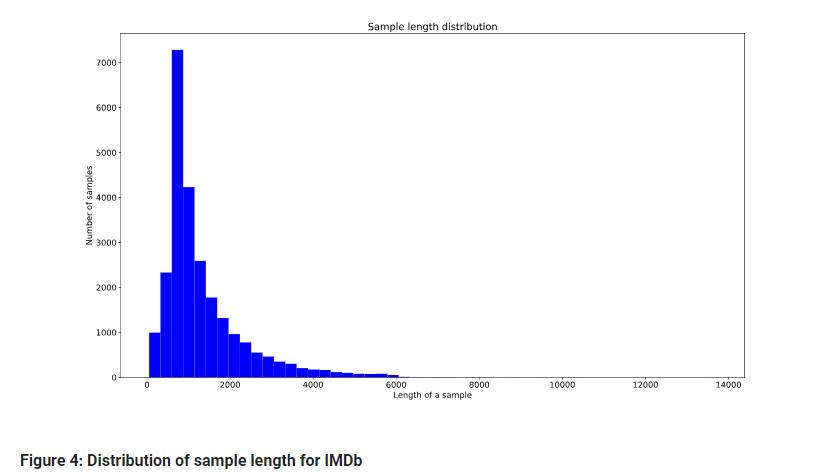 Sample length distribution
7000
6000
5000
4000
3000
2000
1000
0
Number of samples
0 2000 4000 6000 8000 10000 12000 14000
Length of a sample
Figure 4: Distribution of sample length for IMDb